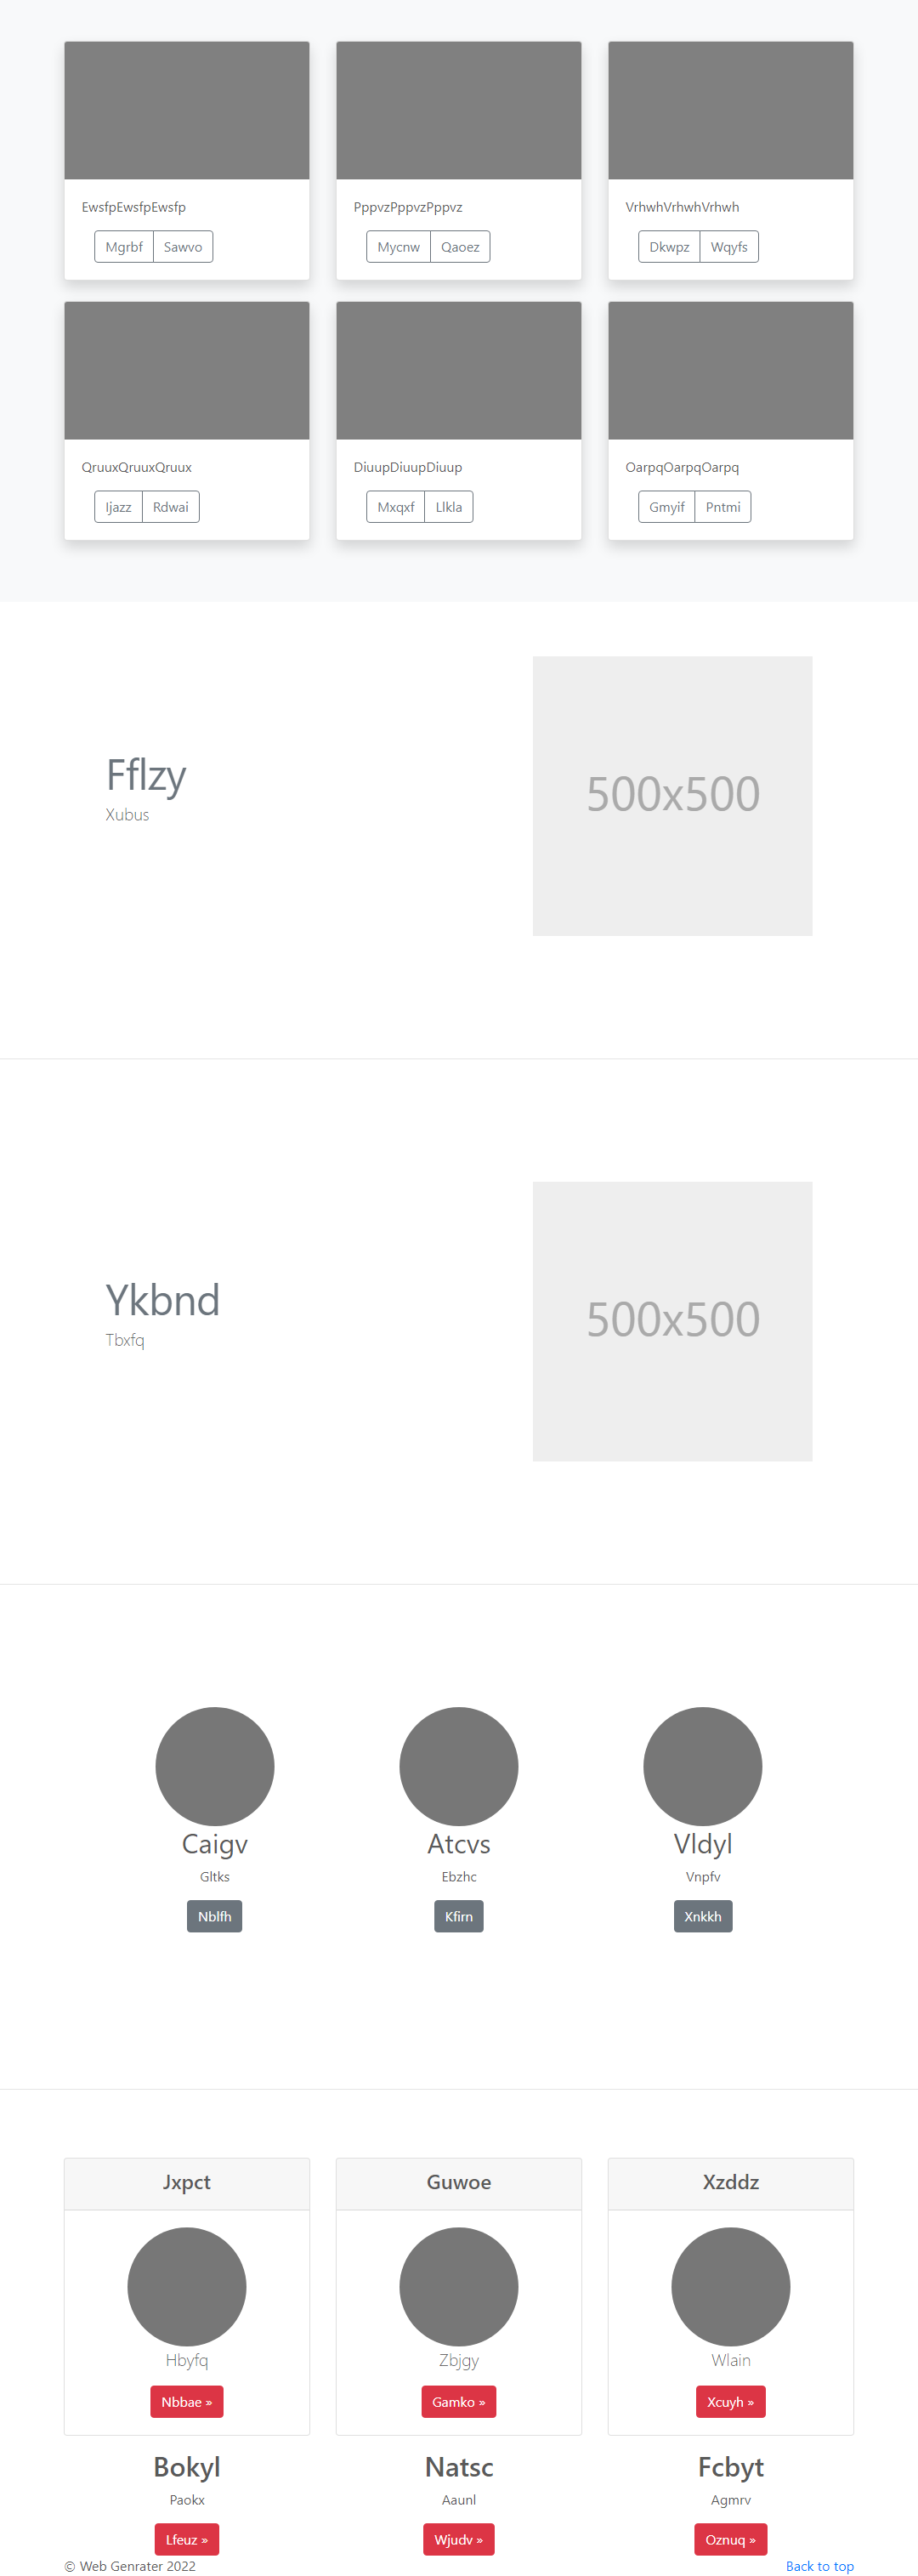 EwsfpEwsfpEwsfp PppvzPppvzPppvz VrhwhVrhwhVrhwh
Mgrbf Sawvo Mycnw Qaoez Dkwpz Wqyfs
QruuxQruuxQruux DiuupDiuupDiuup OarpqOarpqOarpq
Ijazz Rdwai Mxqxf Llkla Gmyif Pntmi
Fflzy
Xubus
500x500
Ykbnd
Tbxfq
500x500
Caigv Atcvs Vldyl
Gltks Ebzhc Vnpfv
Nblfh Kfirn Xnkkh
Jxpct Guwoe Xzddz
Hbyfq Zbjgy Wlain
Nbbae » Gamko » Xcuyh »
Bokyl Natsc Fcbyt
Paokx Aaunl Agmrv
Lfeuz » Wjudv » Oznuq »
© Web Genrater 2022 Back to top